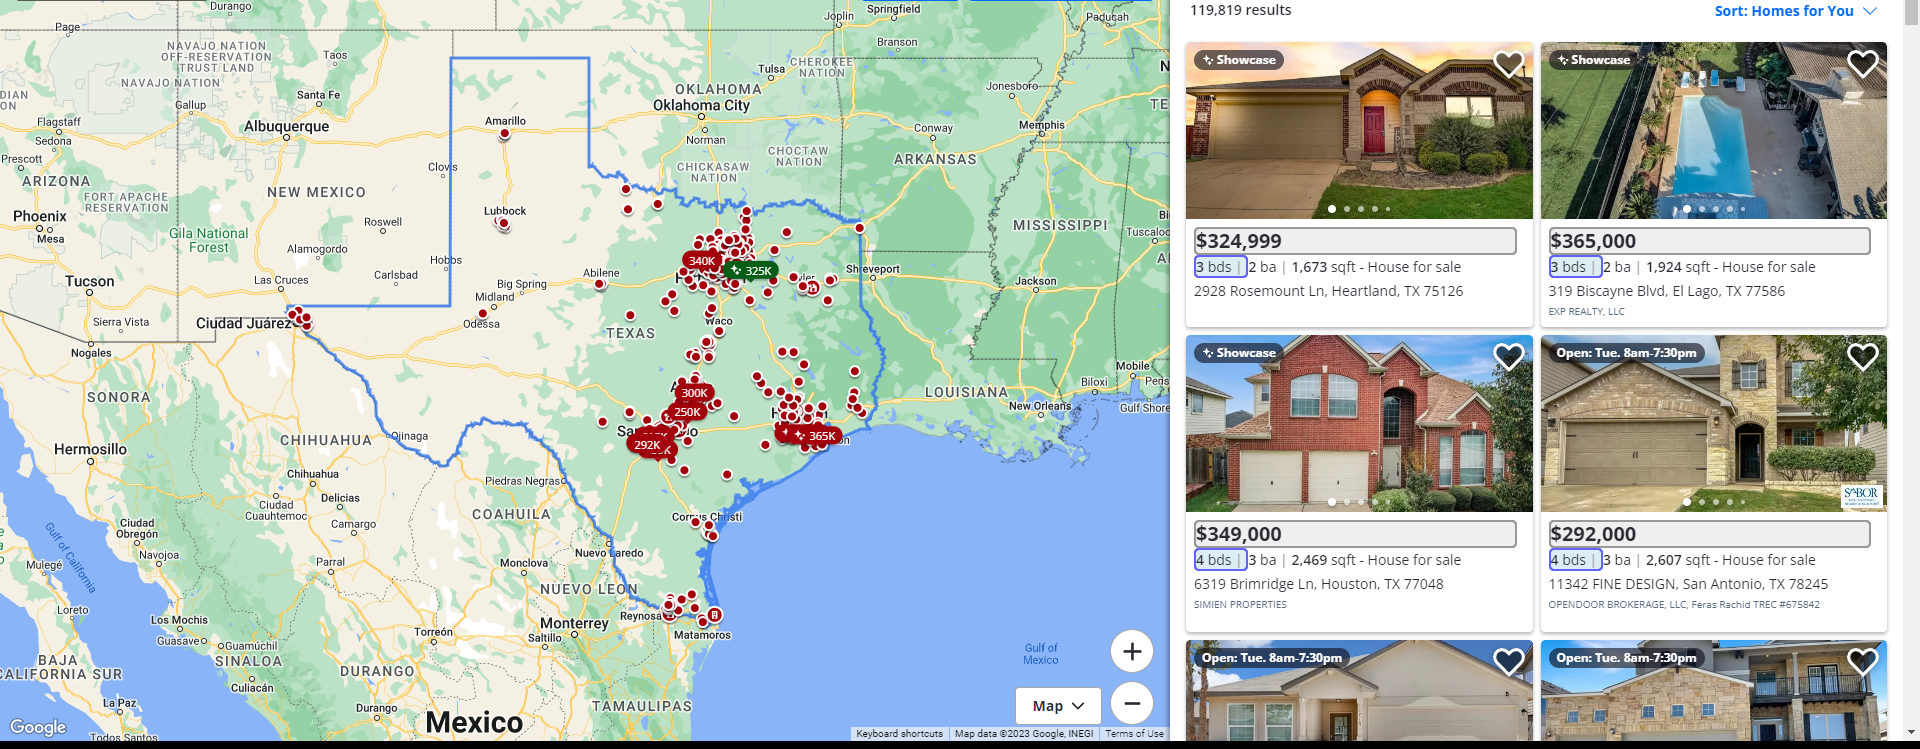 119,819 results
Sort: Homes for You
Showcase
$324,999
3 bds | 2 ba | 1,673 sqft - House for sale
2928 Rosemount Ln, Heartland, TX 75126
Showcase
$365,000
3 bds | 2 ba | 1,924 sqft - House for sale
319 Biscayne Blvd, El Lago, TX 77586
EXP REALTY, LLC
Showcase
$349,000
4 bds | 3 ba | 2,469 sqft - House for sale
6319 Brimridge Ln, Houston, TX 77048
SIMIEN PROPERTIES
Open: Tue. 8am-7:30pm
SABOR
$292,000
4 bds | 3 ba | 2,607 sqft - House for sale
11342 FINE DESIGN, San Antonio, TX 78245
OPENDOOR BROKERAGE, LLC, Feras Rachid TREC #675842
Open: Tue. 8am-7:30pm
Open: Tue. 8am-7:30pm
Page
Durango
Joplin
Springfield
Paducah
NAVAJO NATION
OFF-RESERVATION
TRUST LAND
Taos
Branson
NAVAJO NATION
Tulsa
CHEROKEE
NATION
Gallup
Santa Fe
OKLAHOMA
Oklahoma City
Jonesboro
Flagstaff
Sedona
Albuquerque
Amarillo
Norman
Conway
Memphis
Prescott
ARIZONA
Clovis
CHICKASAW
NATION
CHOCTAW
NATION
ARKANSAS
FORT APACHE
RESERVATION
NEW MEXICO
Phoenix
Mesa
Roswell
Lubbock
MISSISSIPPI
Gila National
Forest
Alamogordo
Hobbs
Tucson
Las Cruces
Carlsbad
Abilene
340K
325K
Shreveport
Jackson
Big Spring
Midland
Odessa
Sierra Vista
Ciudad Juárez
TEXAS
Waco
Nogales
Mobile
Biloxi
SONORA
300K
250K
LOUISIANA
New Orleans
Gulf Shore
Hermosillo
CHIHUAHUA
Ojinaga
292K
365K
Chihuahua
Piedras Negras
Delicias
Ciudad
Cuauhtemoc
COAHUILA
Corpus Christi
Ciudad
Obregón
Camargo
Gulf of California
Navojoa
Parral
Monclova
Nuevo Laredo
Mulegé
NUEVO LEON
Loreto
Los Mochis
Guasave
Torreón
Monterrey
Saltillo
Reynosa
Matamoros
Guamúchil
SINALOA
BAJA
CALIFORNIA SUR
Culiacán
DURANGO
Gulf of
Mexico
La Paz
Durango
Mexico
TAMAULIPAS
Todos Santos
Google
+
−
Map
Keyboard shortcuts
Map data ©2023 Google, INEGI
Terms of Use